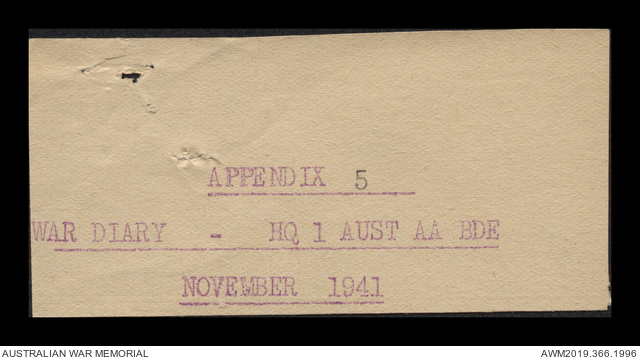 APPENDIX 5
WAR DIARY - HQ 1 AUST AA BDE
NOVEMBER 1941
AUSTRALIAN WAR MEMORIAL
AWM2019.366.1996